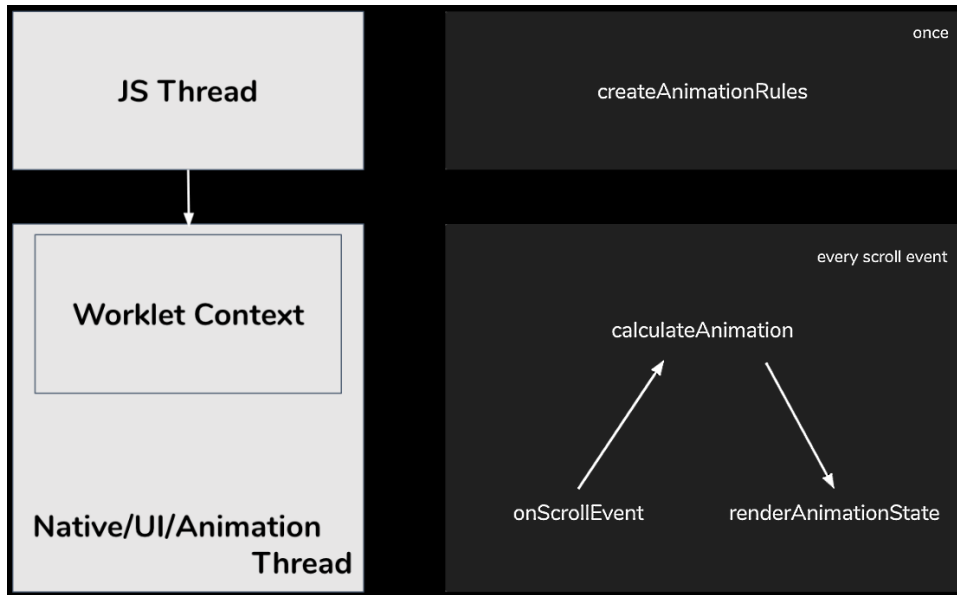 JS Thread
once
createAnimationRules
Worklet Context
Native/UI/Animation
Thread
every scroll event
calculateAnimation
onScrollEvent
renderAnimationState